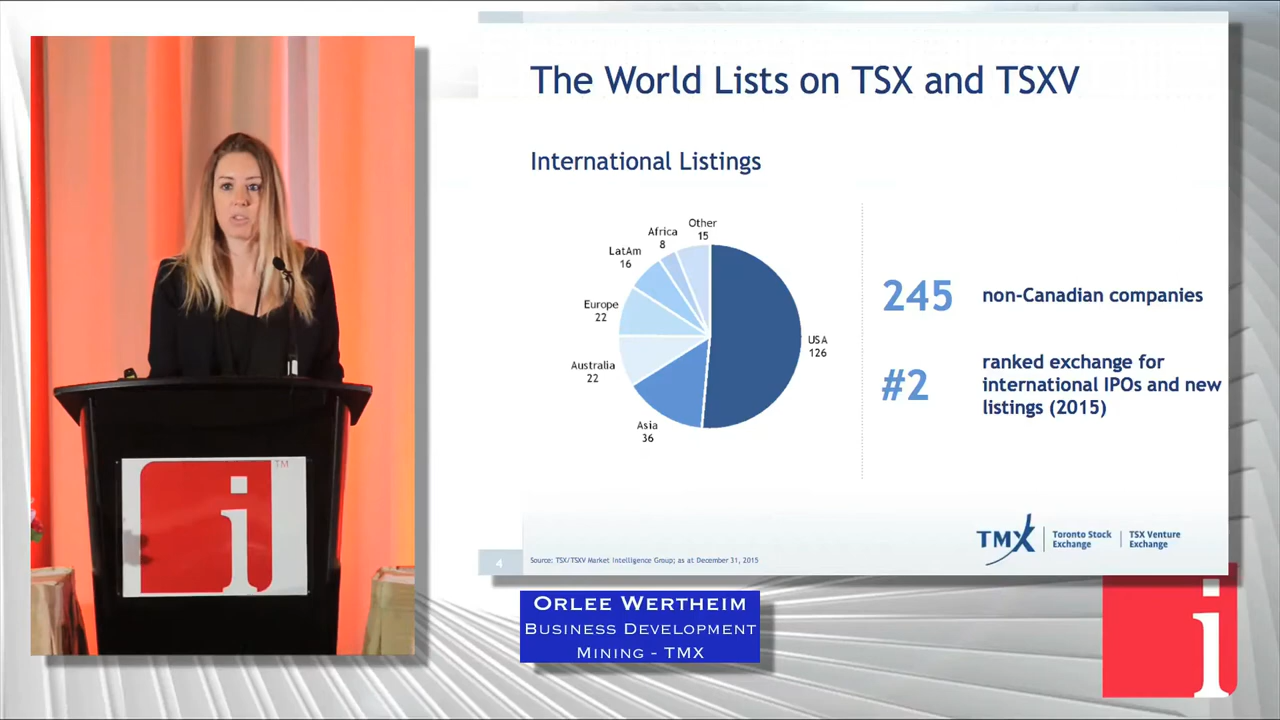 The World Lists on TSX and TSXV
International Listings
Other
15
Africa
8
LatAm
16
Europe
22
Australia
22
Asia
36
USA
126
245 non-Canadian companies
#2 ranked exchange for
international IPOs and new
listings (2015)
TMX Toronto Stock
Exchange
TSX Venture
Exchange
4
Source: TSX/TSXV Market Intelligence Group; as at December 31, 2015
i
TM
ORLEE WERTHEIM
BUSINESS DEVELOPMENT
MINING - TMX
i